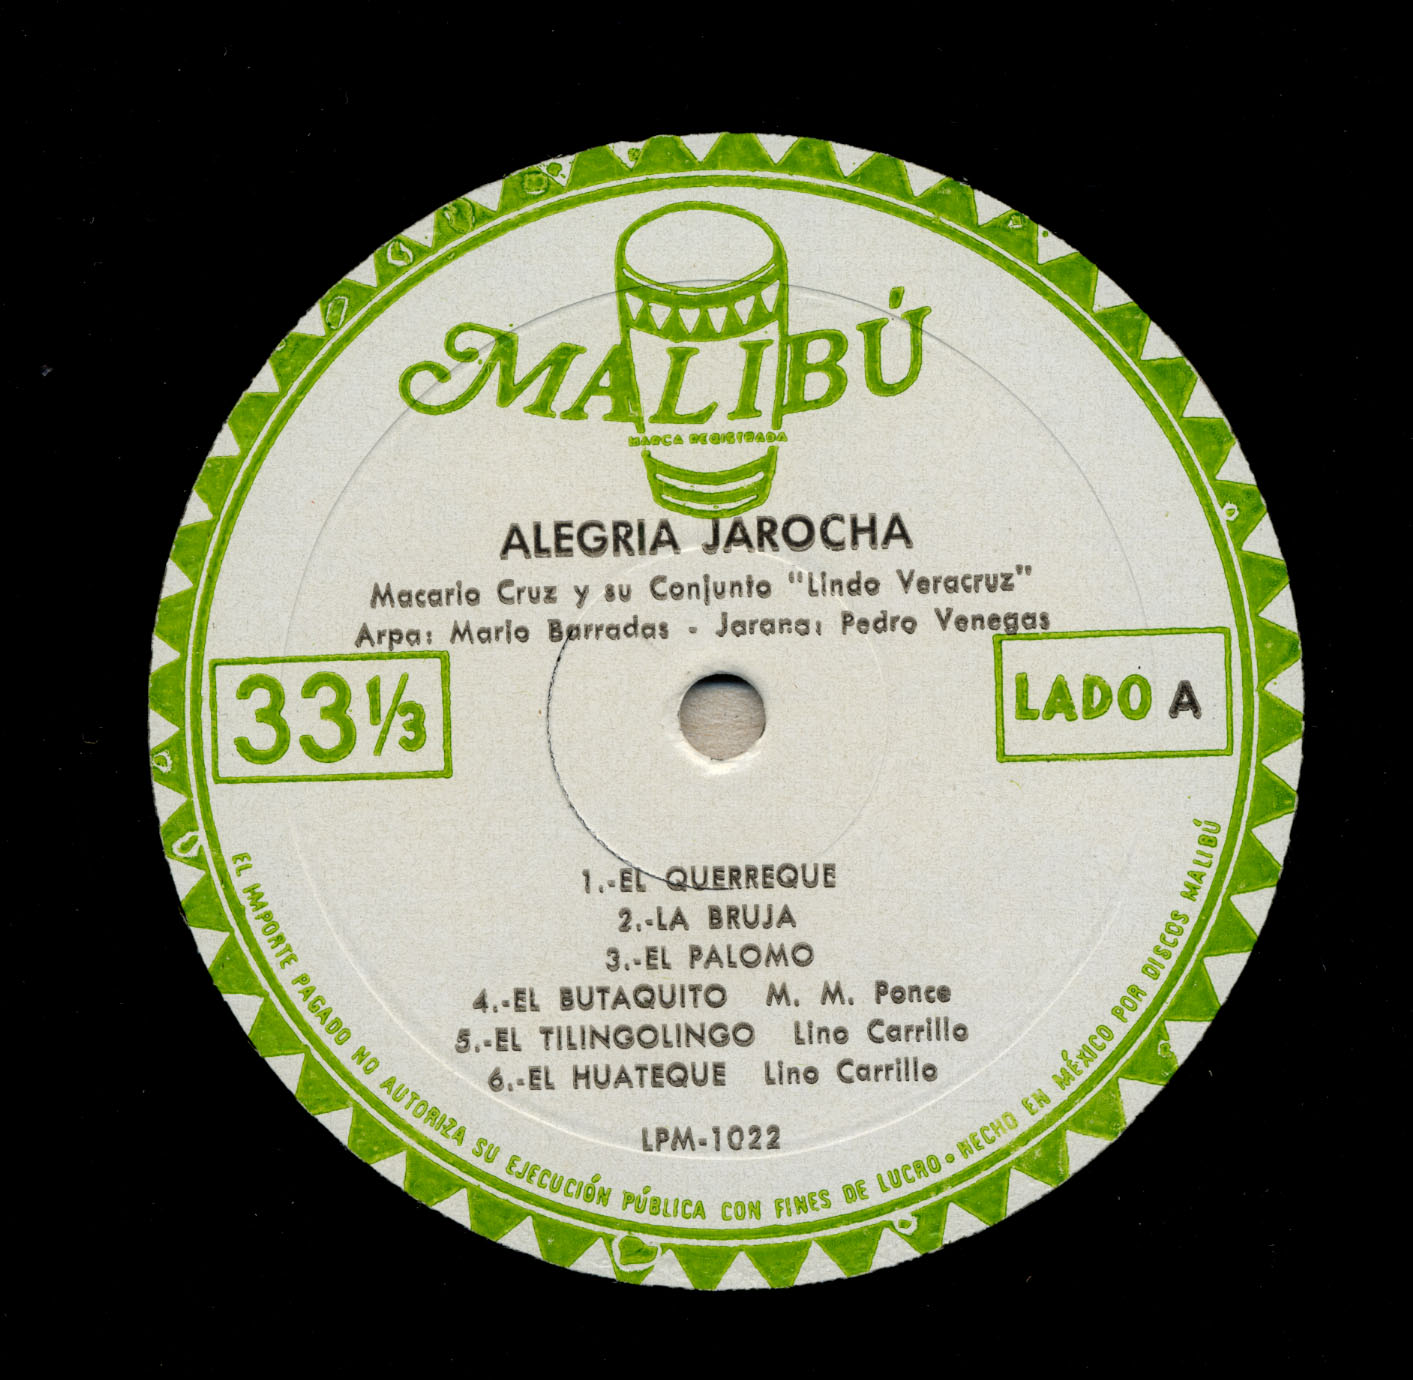 MALIBÚ
MARCA REGISTRADA
ALEGRIA JAROCHA
Macario Cruz y su Conjunto "Lindo Veracruz"
Arpa: Mario Barradas - Jarana: Pedro Venegas
33 1/3
LADO A
1.-EL QUERREQUE
2.-LA BRUJA
3.-EL PALOMO
4.-EL BUTAQUITO M. M. Ponce
5.-EL TILINGOLINGO Lino Carrillo
6.-EL HUATEQUE Lino Carrillo
LPM-1022
EL IMPORTE PAGADO NO AUTORIZA SU EJECUCIÓN PÚBLICA CON FINES DE LUCRO • HECHO EN MÉXICO POR DISCOS MALIBÚ